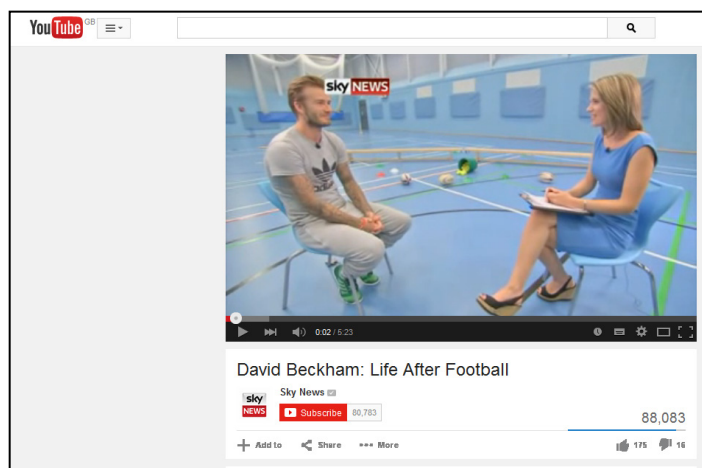 YouTube GB
sky NEWS
adidas
0:02 / 5:23
David Beckham: Life After Football
sky NEWS
Sky News
Subscribe 80,783
88,083
Add to Share More
175 16